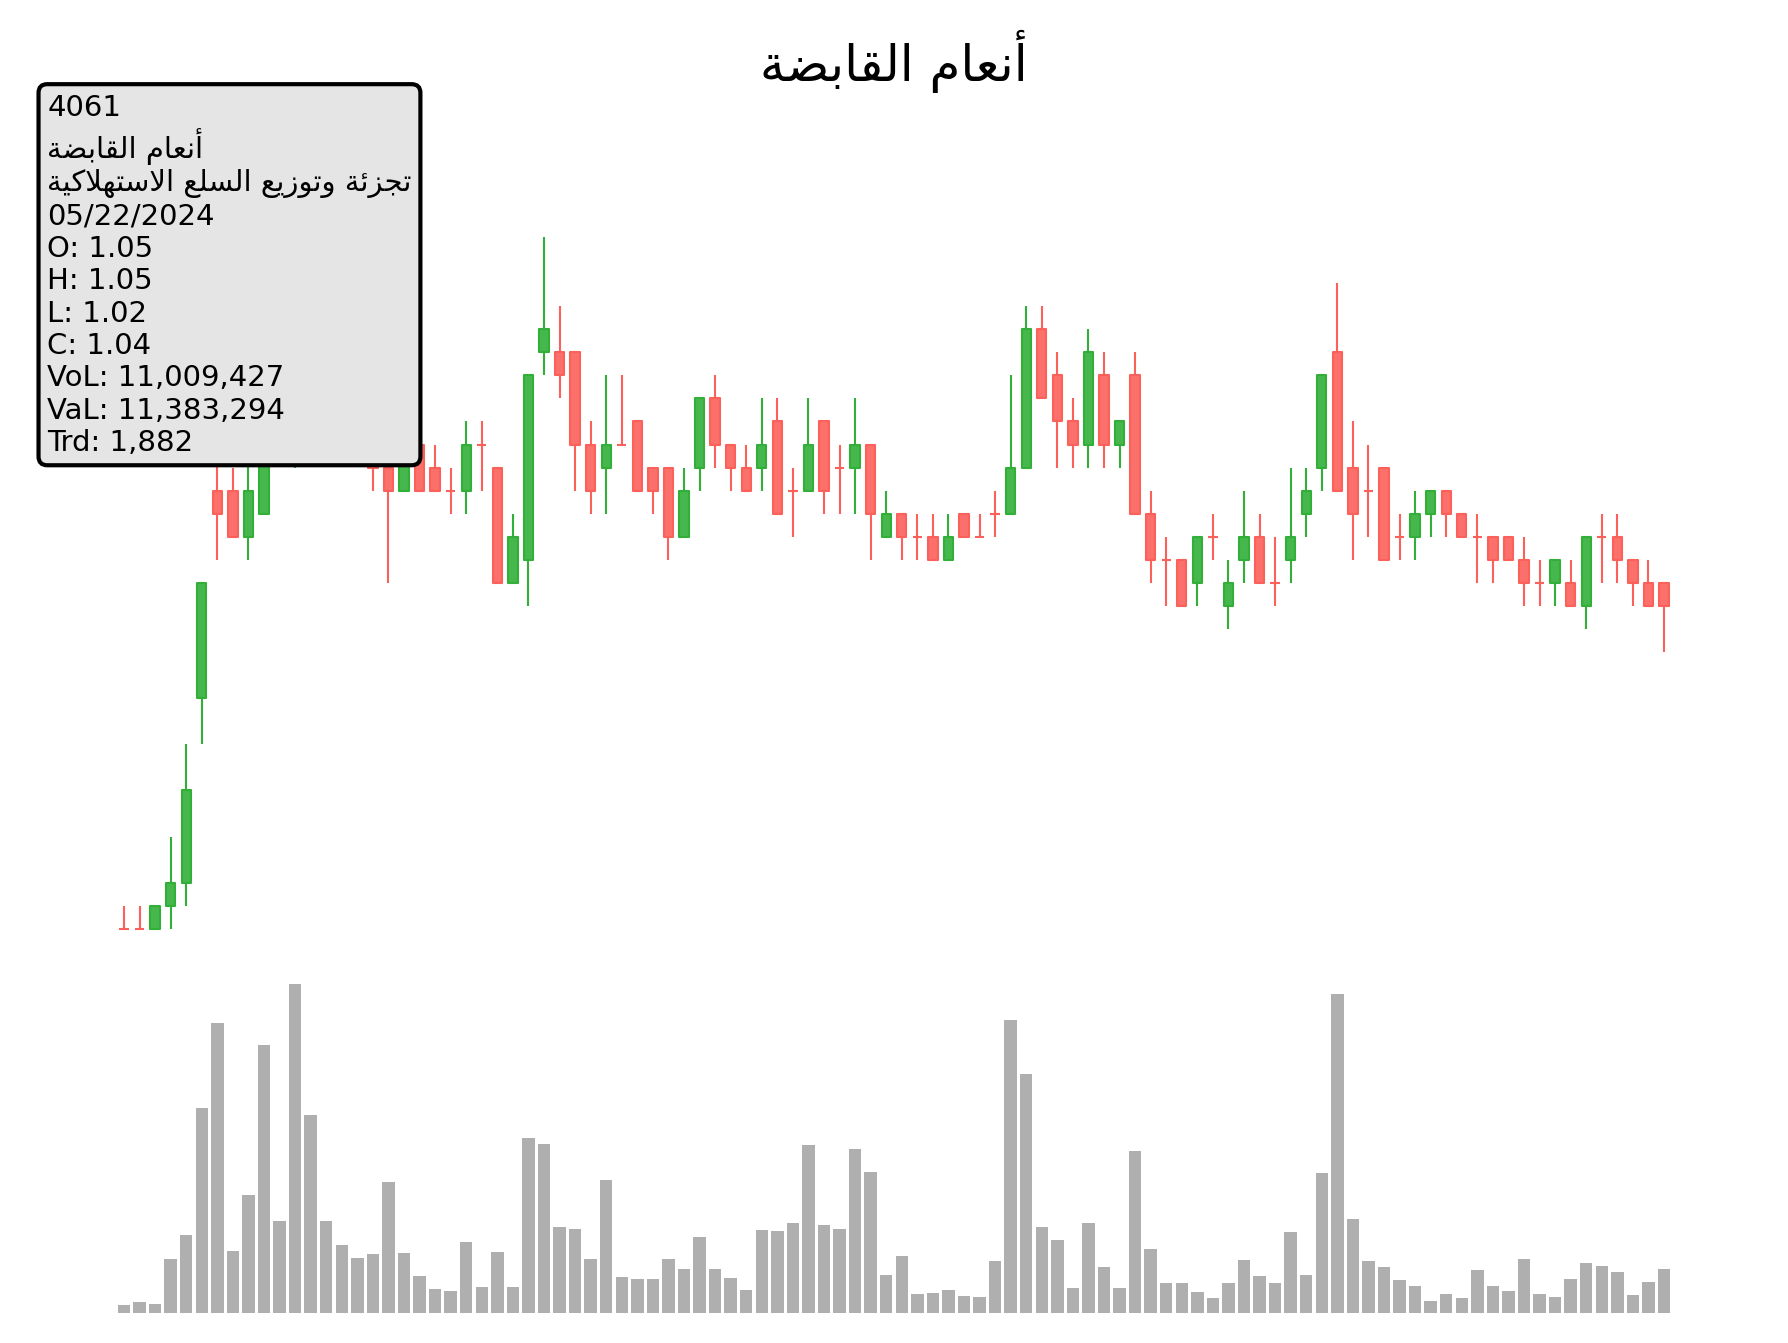 أنعام القابضة
4061
أنعام القابضة
تجزئة وتوزيع السلع الاستهلاكية
05/22/2024
O: 1.05
H: 1.05
L: 1.02
C: 1.04
VoL: 11,009,427
VaL: 11,383,294
Trd: 1,882